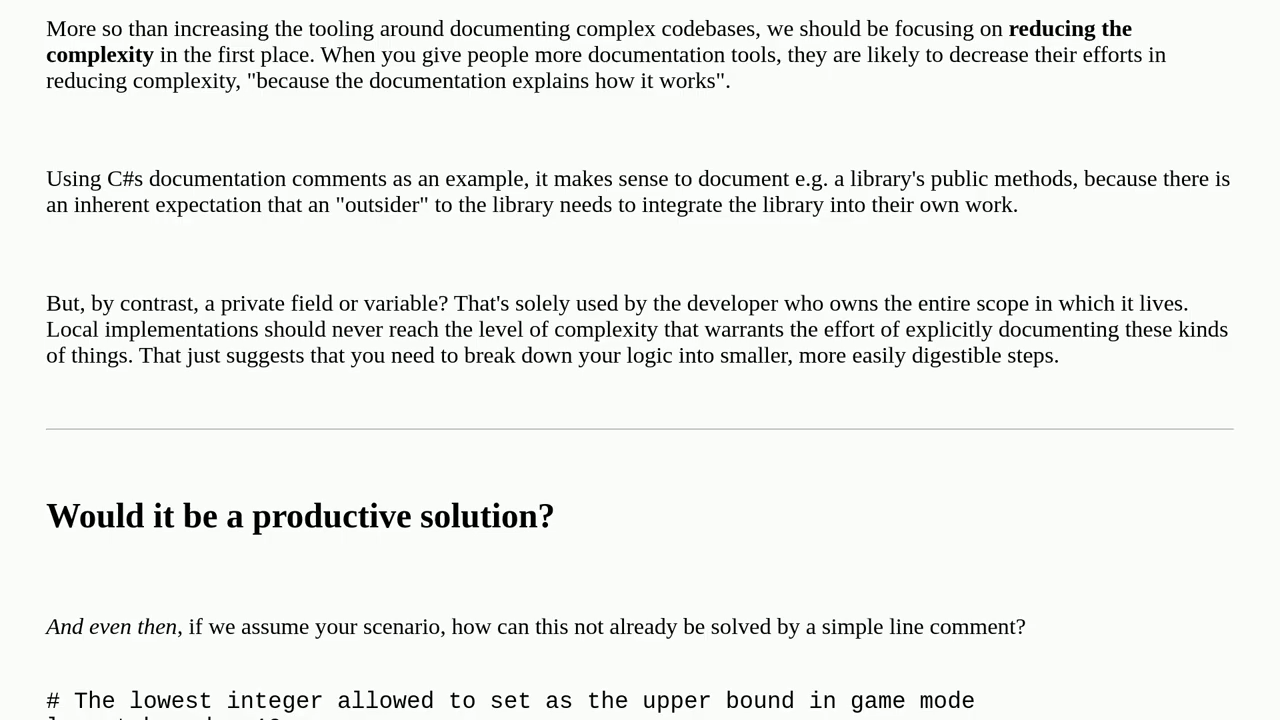 More so than increasing the tooling around documenting complex codebases, we should be focusing on reducing the
complexity in the first place. When you give people more documentation tools, they are likely to decrease their efforts in
reducing complexity, "because the documentation explains how it works".
Using C#s documentation comments as an example, it makes sense to document e.g. a library's public methods, because there is
an inherent expectation that an "outsider" to the library needs to integrate the library into their own work.
But, by contrast, a private field or variable? That's solely used by the developer who owns the entire scope in which it lives.
Local implementations should never reach the level of complexity that warrants the effort of explicitly documenting these kinds
of things. That just suggests that you need to break down your logic into smaller, more easily digestible steps.
Would it be a productive solution?
And even then, if we assume your scenario, how can this not already be solved by a simple line comment?
# The lowest integer allowed to set as the upper bound in game mode